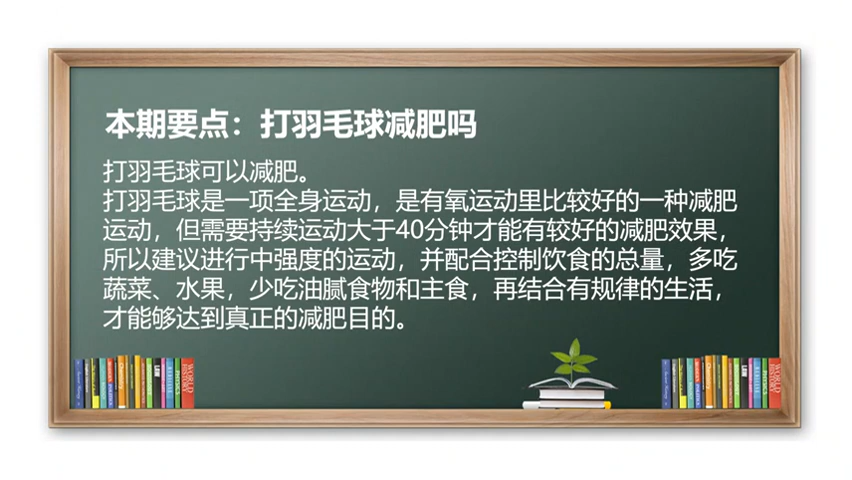 本期要点：打羽毛球减肥吗
打羽毛球可以减肥。
打羽毛球是一项全身运动，是有氧运动里比较好的一种减肥
运动，但需要持续运动大于40分钟才能有较好的减肥效果，
所以建议进行中强度的运动，并配合控制饮食的总量，多吃
蔬菜、水果，少吃油腻食物和主食，再结合有规律的生活，
才能够达到真正的减肥目的。
WORLD HISTORY
WORLD HISTORY